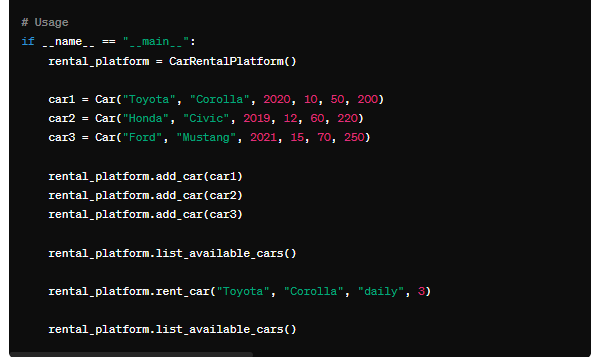 # Usage
if __name__ == "__main__":
    rental_platform = CarRentalPlatform()
    car1 = Car("Toyota", "Corolla", 2020, 10, 50, 200)
    car2 = Car("Honda", "Civic", 2019, 12, 60, 220)
    car3 = Car("Ford", "Mustang", 2021, 15, 70, 250)
    rental_platform.add_car(car1)
    rental_platform.add_car(car2)
    rental_platform.add_car(car3)
    rental_platform.list_available_cars()
    rental_platform.rent_car("Toyota", "Corolla", "daily", 3)
    rental_platform.list_available_cars()